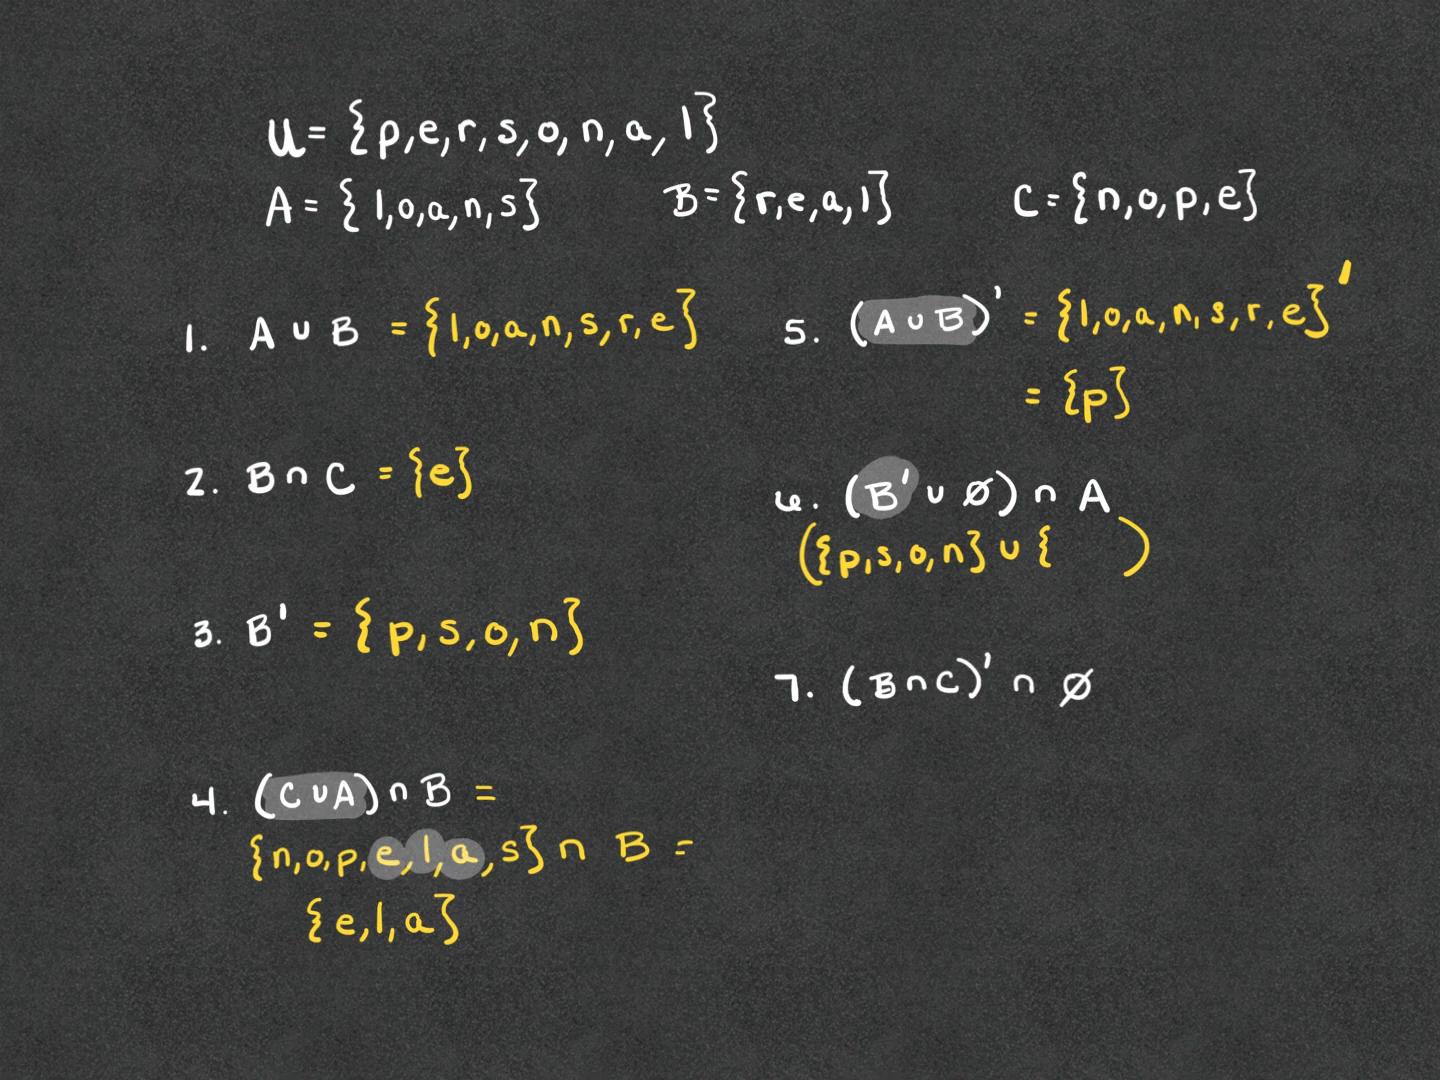 U = {p,e,r,s,o,n,a,l}
A = {l,o,a,n,s} B = {r,e,a,l} C = {n,o,p,e}
1. A ∪ B = {l,o,a,n,s,r,e}
2. B ∩ C = {e}
3. B' = {p,s,o,n}
4. (C ∪ A) ∩ B =
{n,o,p,e,l,a,s} ∩ B =
{e,l,a}
5. (A ∪ B)' = {l,o,a,n,s,r,e}'
= {p}
6. (B' ∪ ∅) ∩ A
({p,s,o,n} ∪ { )
7. (B ∩ C)' ∩ ∅